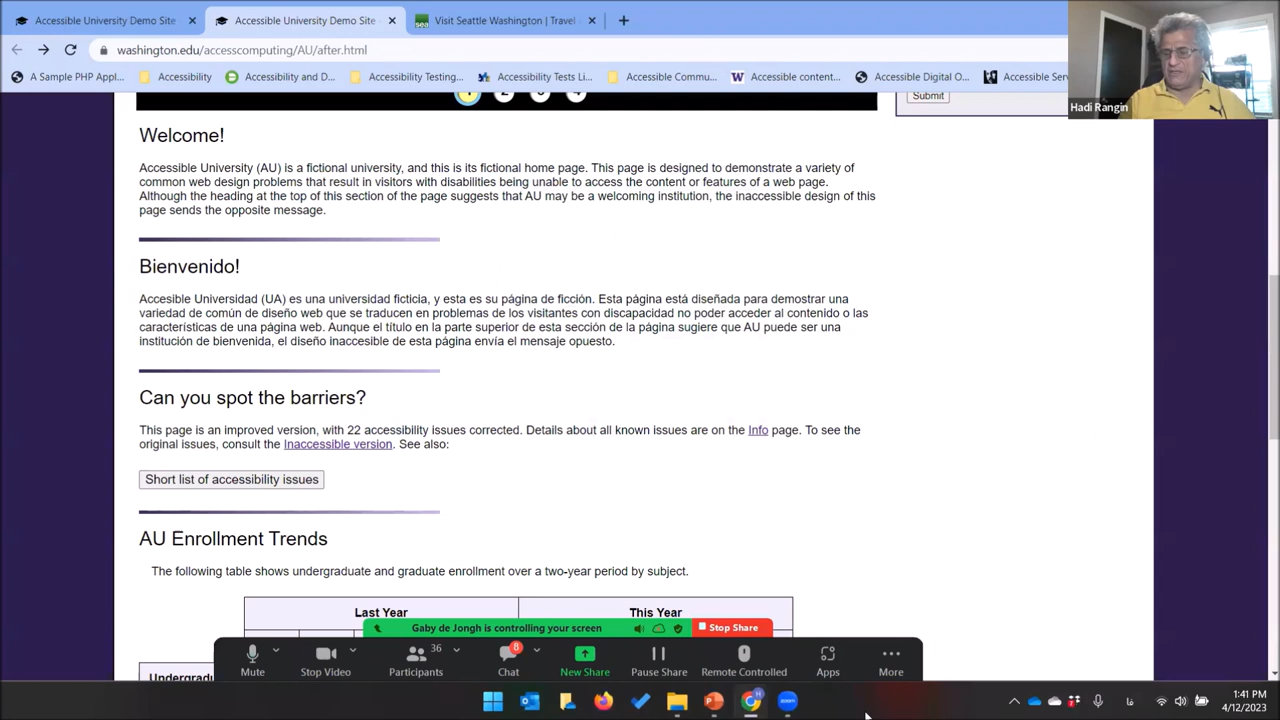 Accessible University Demo Site
Accessible University Demo Site
Visit Seattle Washington | Travel
washington.edu/accesscomputing/AU/after.html
A Sample PHP Appl...
Accessibility
Accessibility and D...
Accessibility Testing...
Accessibility Tests Li...
Accessible Commu...
Accessible content...
Accessible Digital O...
Accessible Ser
Hadi Rangin
Submit
Welcome!
Accessible University (AU) is a fictional university, and this is its fictional home page. This page is designed to demonstrate a variety of
common web design problems that result in visitors with disabilities being unable to access the content or features of a web page.
Although the heading at the top of this section of the page suggests that AU may be a welcoming institution, the inaccessible design of this
page sends the opposite message.
Bienvenido!
Accesible Universidad (UA) es una universidad ficticia, y esta es su página de ficción. Esta página está diseñada para demostrar una
variedad de común de diseño web que se traducen en problemas de los visitantes con discapacidad no poder acceder al contenido o las
características de una página web. Aunque el título en la parte superior de esta sección de la página sugiere que AU puede ser una
institución de bienvenida, el diseño inaccesible de esta página envía el mensaje opuesto.
Can you spot the barriers?
This page is an improved version, with 22 accessibility issues corrected. Details about all known issues are on the Info page. To see the
original issues, consult the Inaccessible version. See also:
Short list of accessibility issues
AU Enrollment Trends
The following table shows undergraduate and graduate enrollment over a two-year period by subject.
Last Year
This Year
Gaby de Jongh is controlling your screen
Stop Share
Undergrad
36
8
Mute
Stop Video
Participants
Chat
New Share
Pause Share
Remote Controlled
Apps
More
1:41 PM
4/12/2023